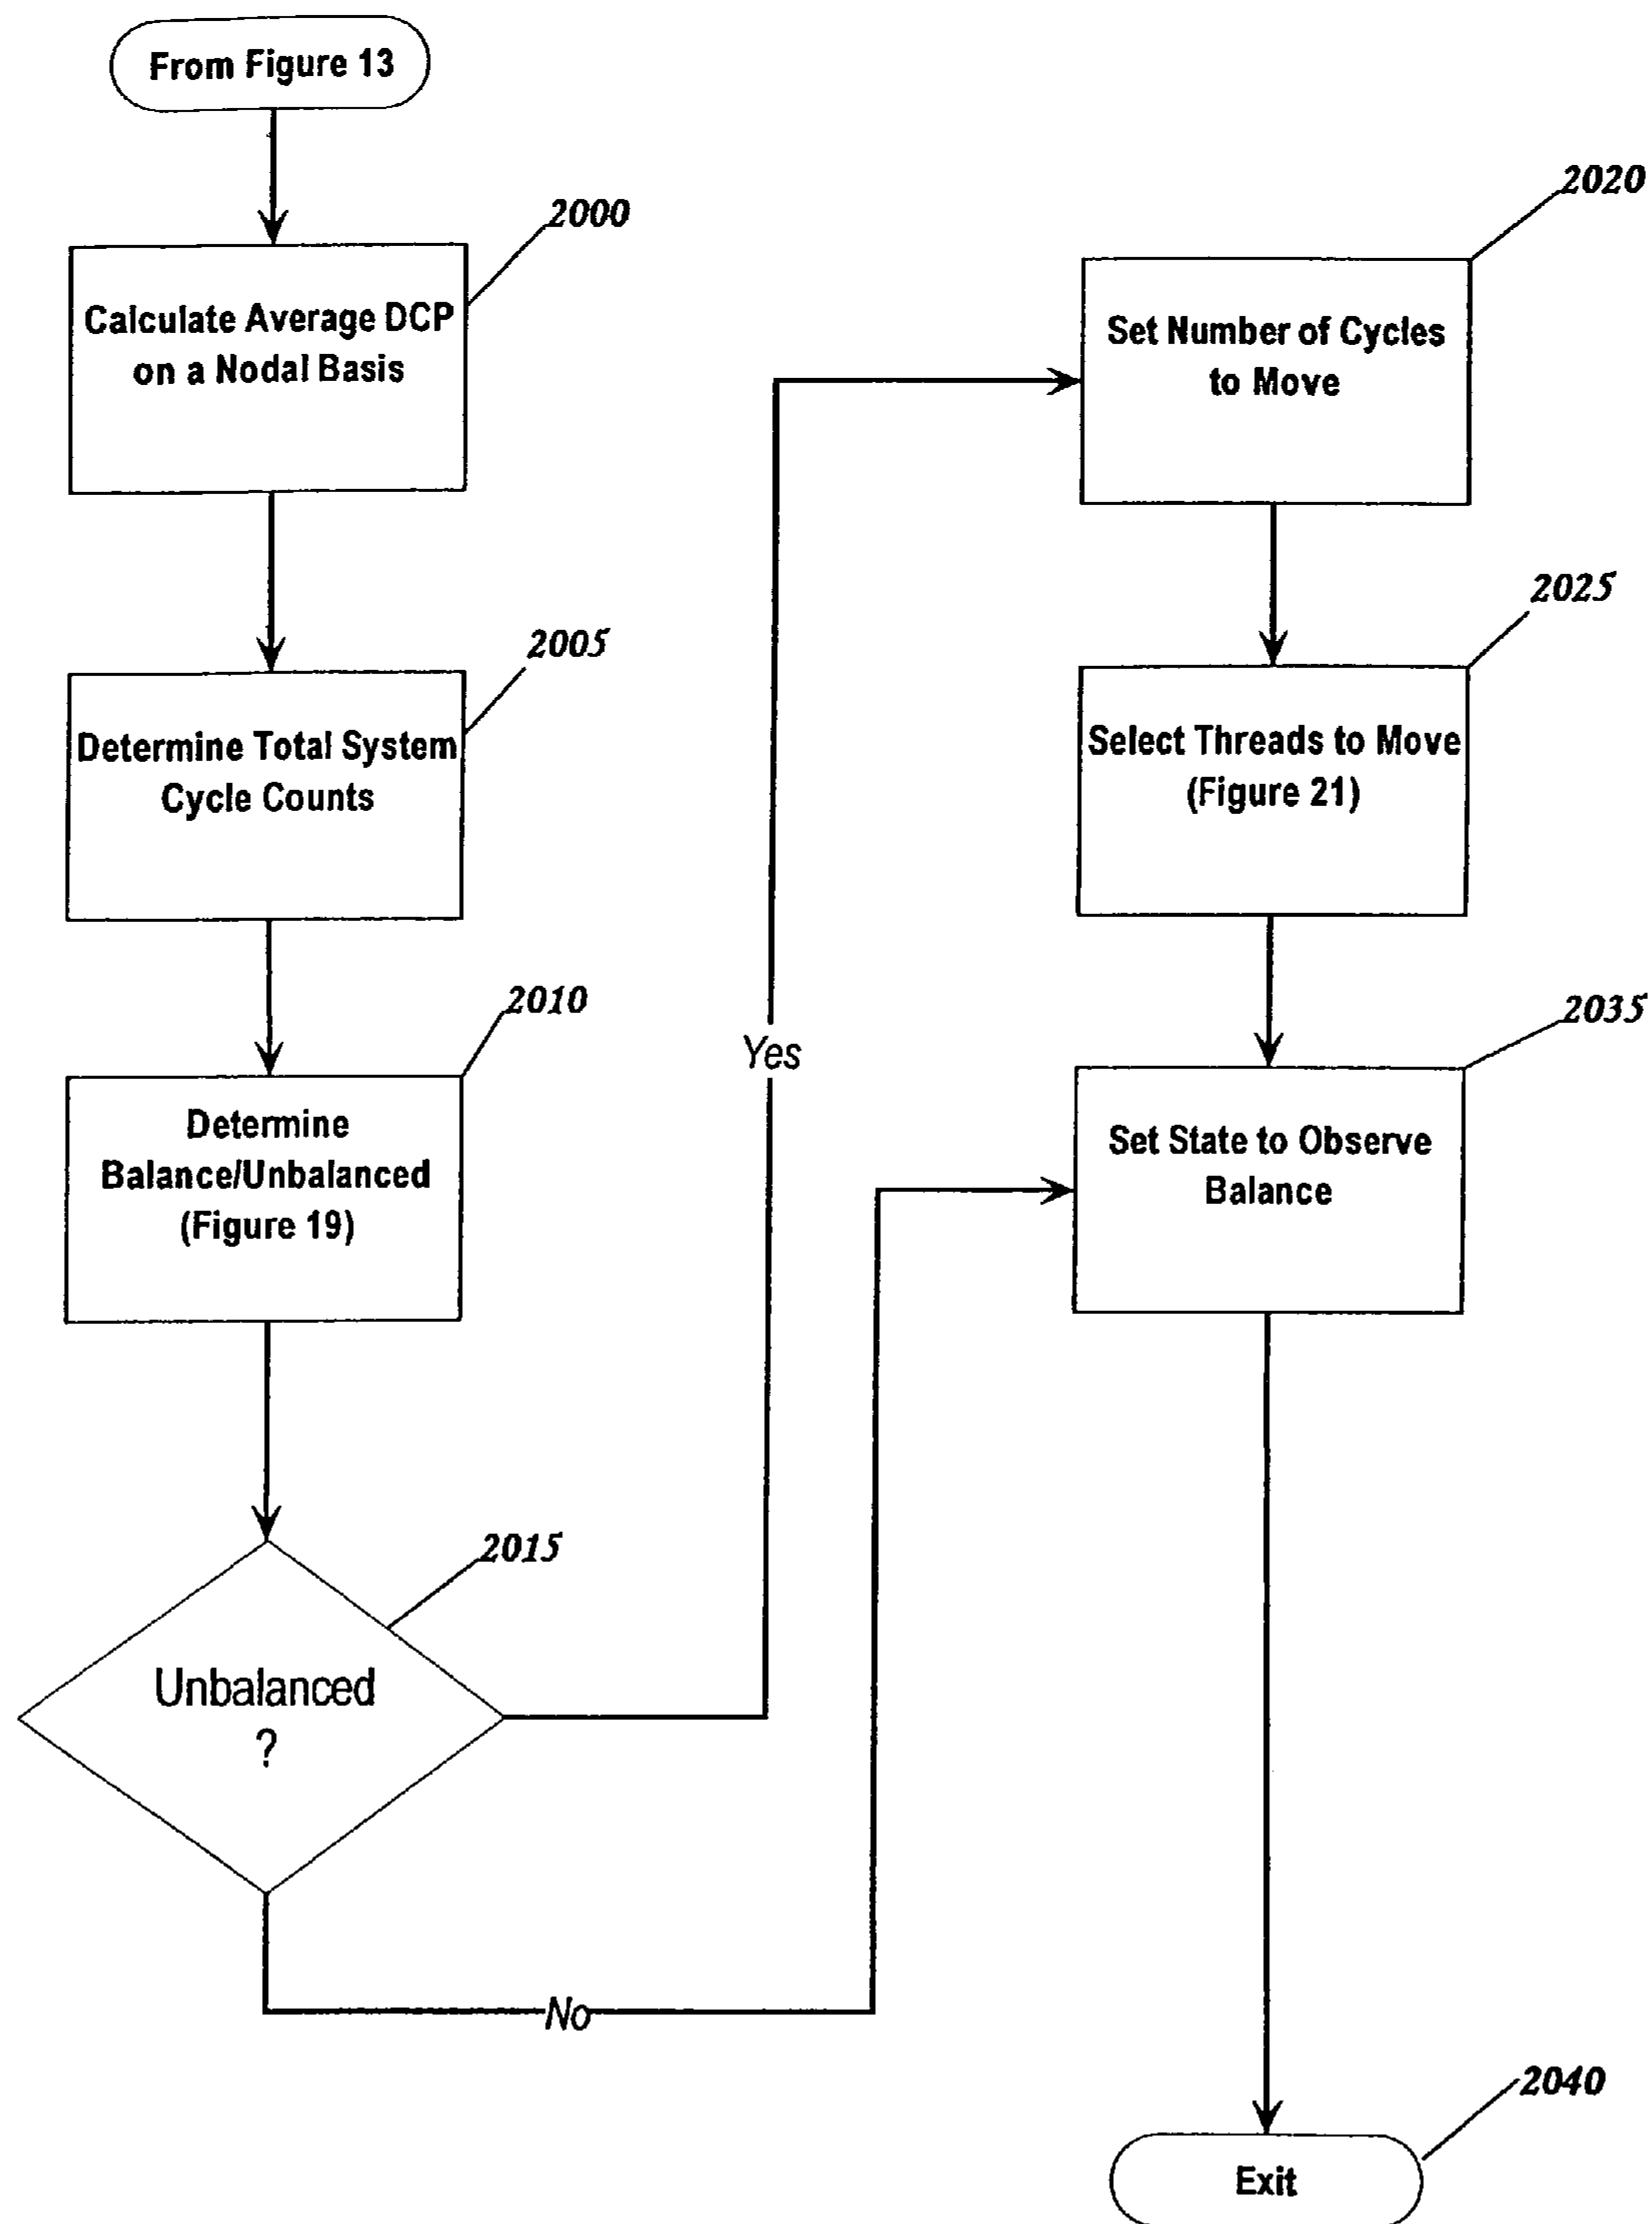 From Figure 13
2000
Calculate Average DCP
on a Nodal Basis
2005
Determine Total System
Cycle Counts
2010
Determine
Balance/Unbalanced
(Figure 19)
2015
Unbalanced
?
Yes
No
2020
Set Number of Cycles
to Move
2025
Select Threads to Move
(Figure 21)
2035
Set State to Observe
Balance
2040
Exit